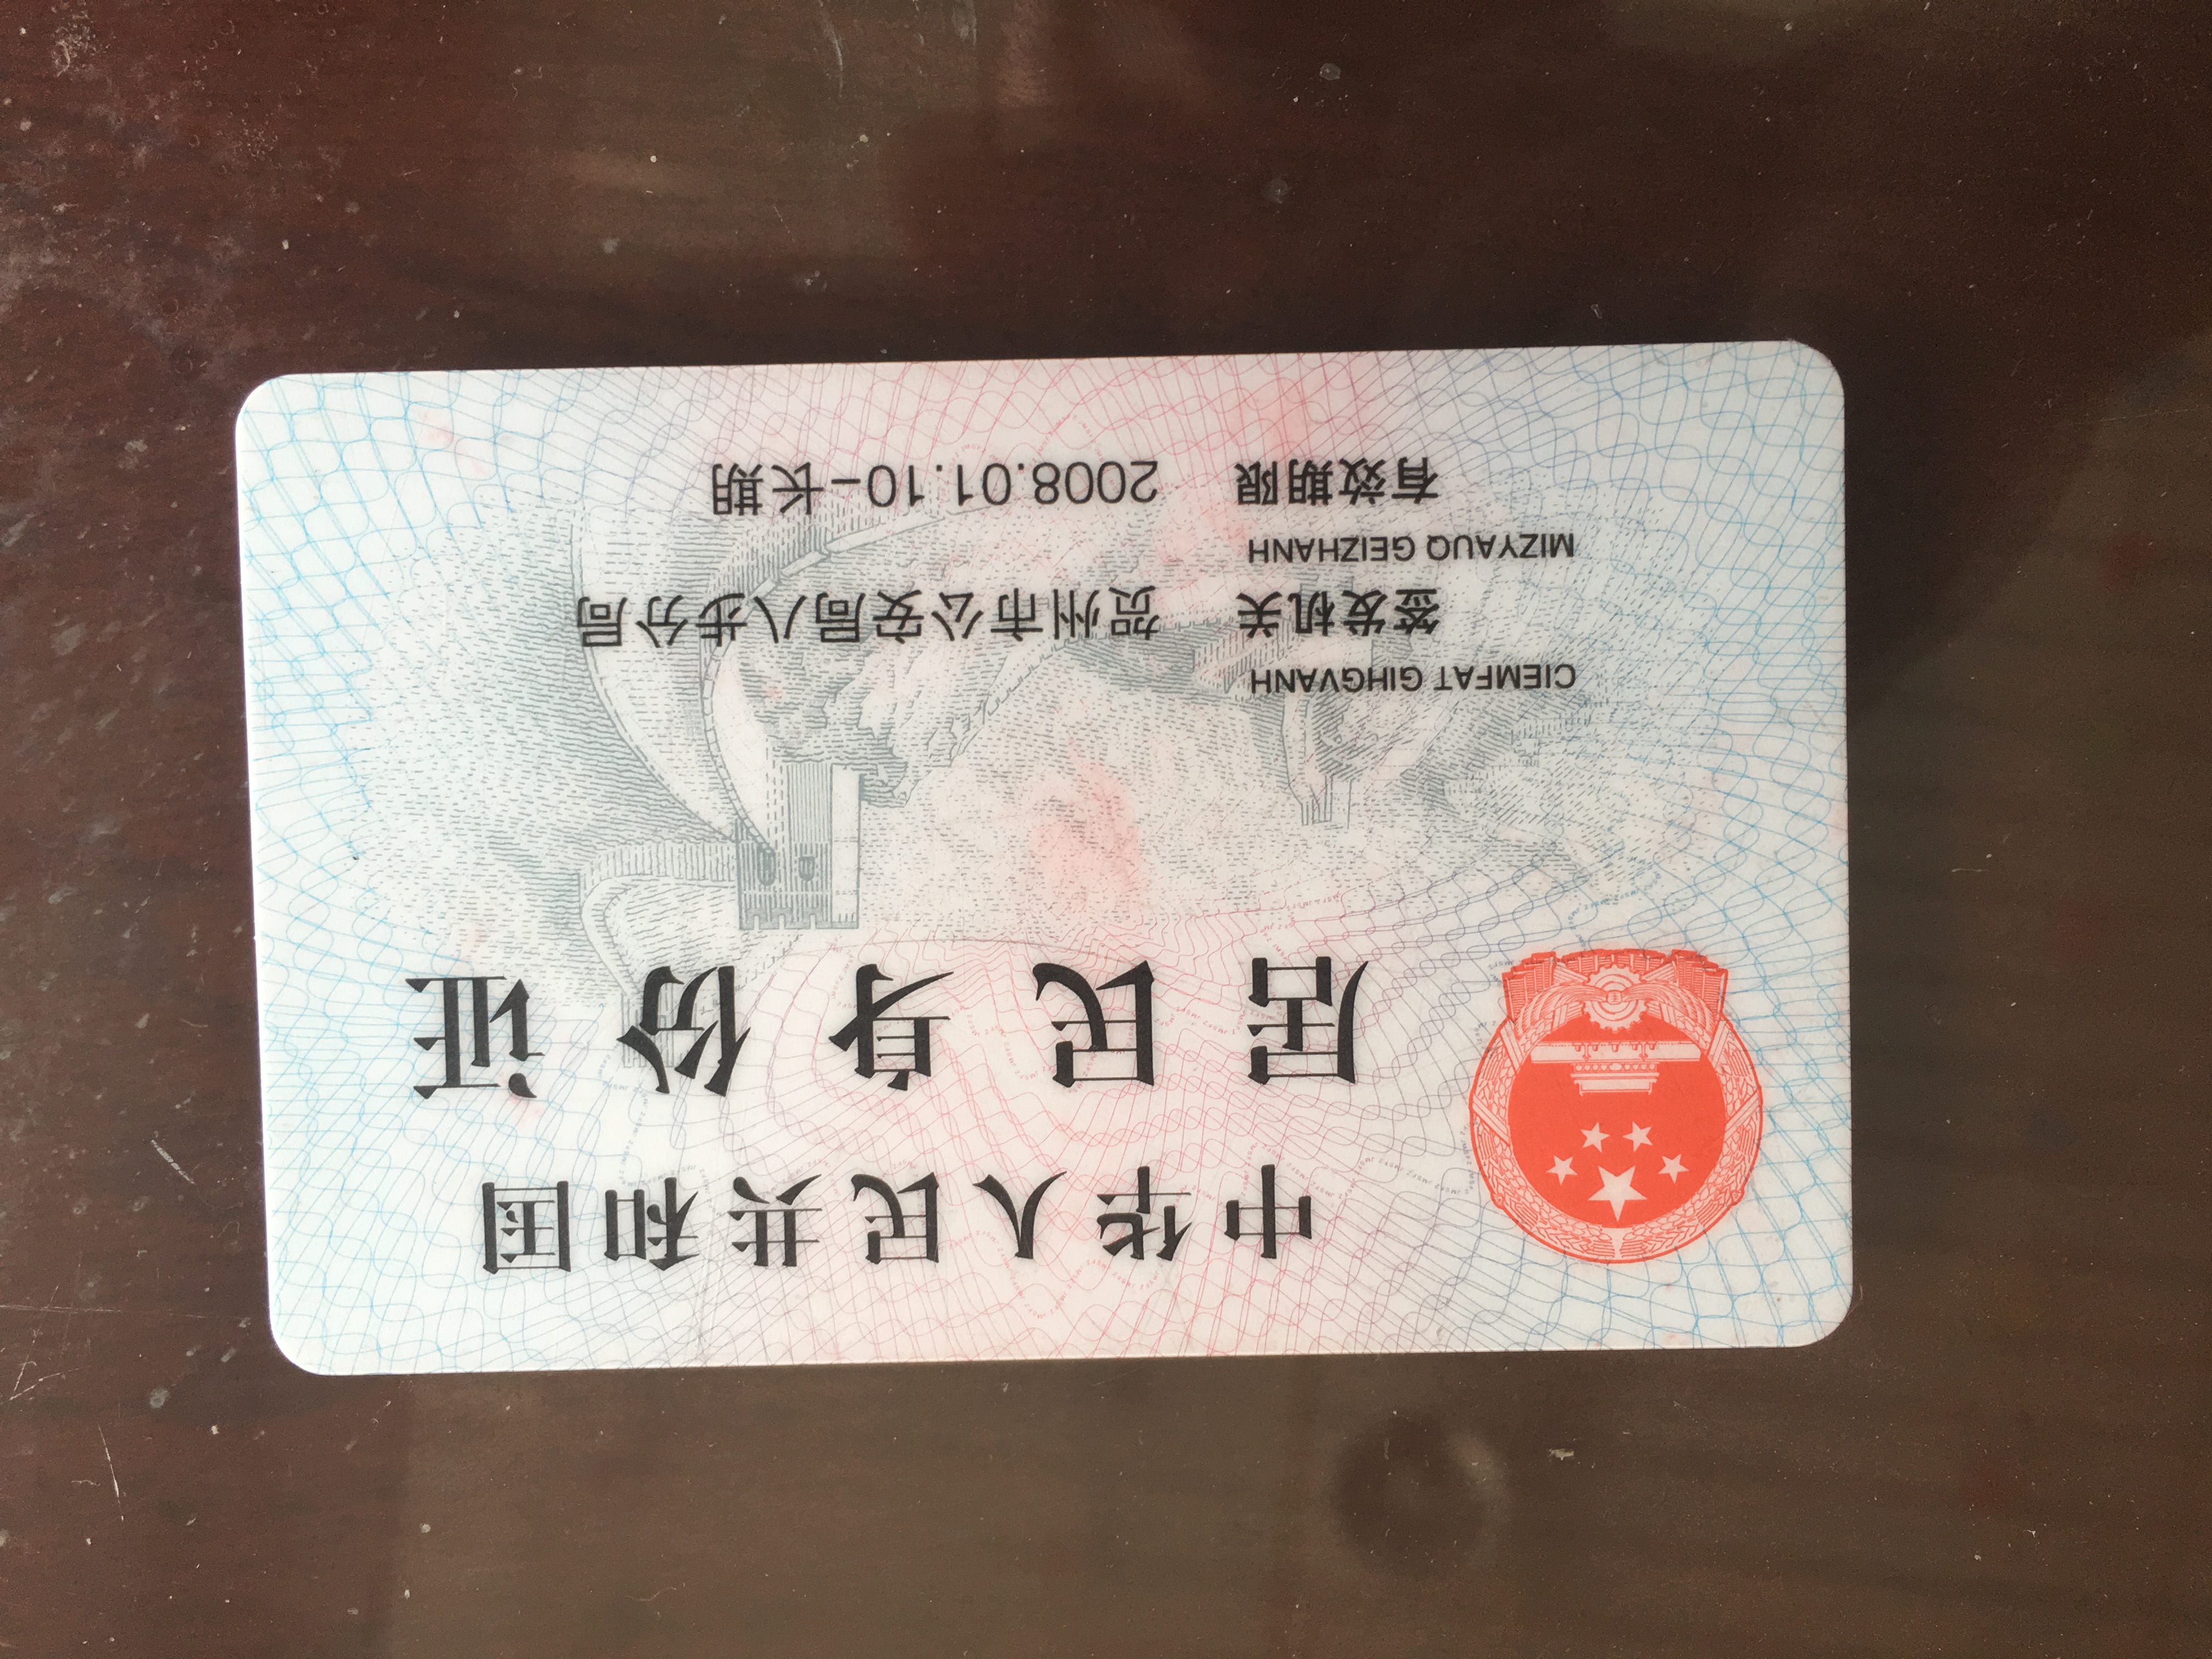 中华人民共和国
居民身份证
CIEMFAT GIHGVANH
签发机关 贺州市公安局八步分局
MIZYAUQ GEIZHANH
有效期限 2008.01.10-长期